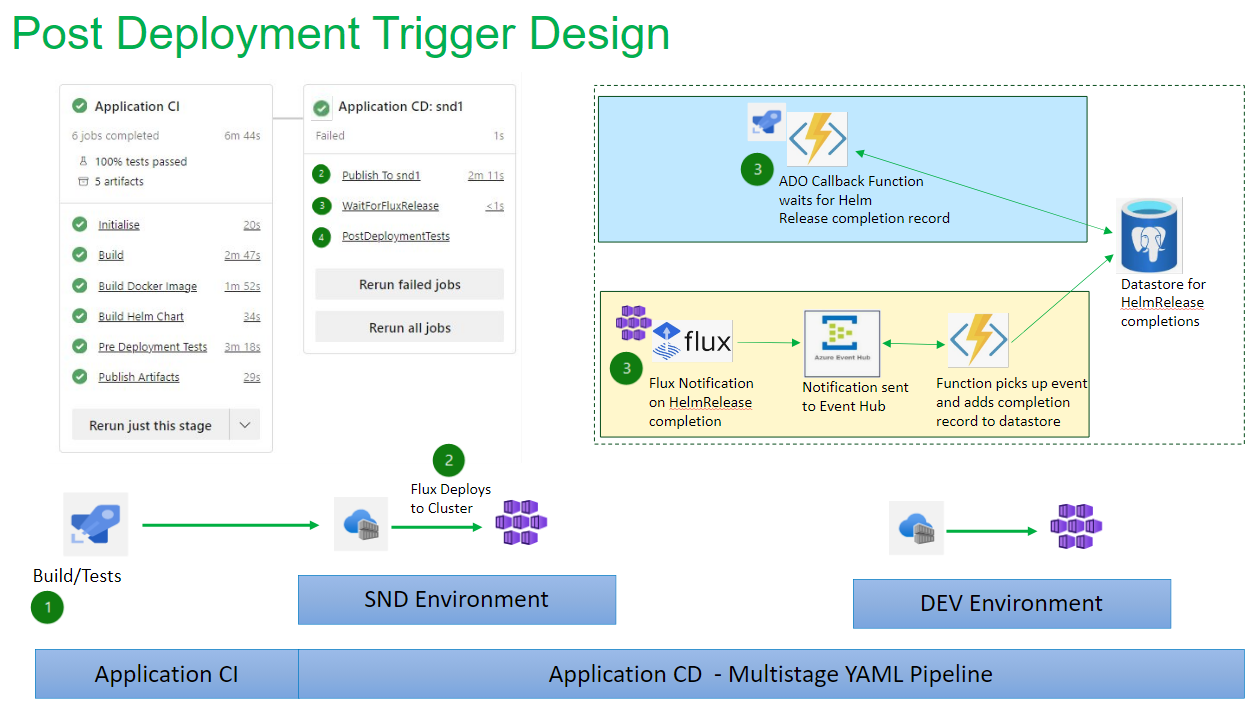 Post Deployment Trigger Design
Application CI
6 jobs completed 6m 44s
100% tests passed
5 artifacts
Initialise 20s
Build 2m 47s
Build Docker Image 1m 52s
Build Helm Chart 34s
Pre Deployment Tests 3m 18s
Publish Artifacts 29s
Rerun just this stage
Application CD: snd1
Failed 1s
2 Publish To snd1 2m 11s
3 WaitForFluxRelease <1s
4 PostDeploymentTests
Rerun failed jobs
Rerun all jobs
3
ADO Callback Function
waits for Helm
Release completion record
Datastore for
HelmRelease
completions
flux
3
Flux Notification
on HelmRelease
completion
Azure Event Hub
Notification sent
to Event Hub
Function picks up event
and adds completion
record to datastore
2
Flux Deploys
to Cluster
Build/Tests
1
SND Environment
DEV Environment
Application CI
Application CD - Multistage YAML Pipeline